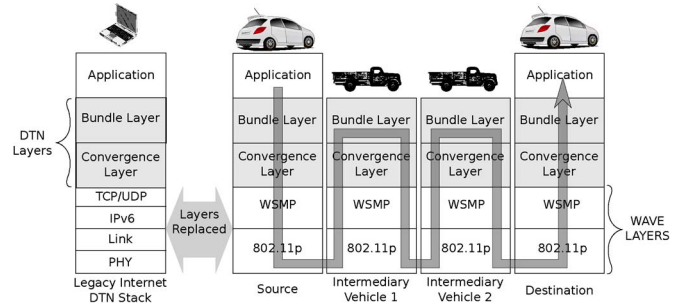 DTN
Layers
Application
Bundle Layer
Convergence
Layer
TCP/UDP
IPv6
Link
PHY
Legacy Internet
DTN Stack
Layers
Replaced
Application
Bundle Layer
Convergence
Layer
WSMP
802.11p
Source
Bundle Layer
Convergence
Layer
WSMP
802.11p
Intermediary
Vehicle 1
Bundle Layer
Convergence
Layer
WSMP
802.11p
Intermediary
Vehicle 2
Application
Bundle Layer
Convergence
Layer
WSMP
802.11p
Destination
WAVE
LAYERS